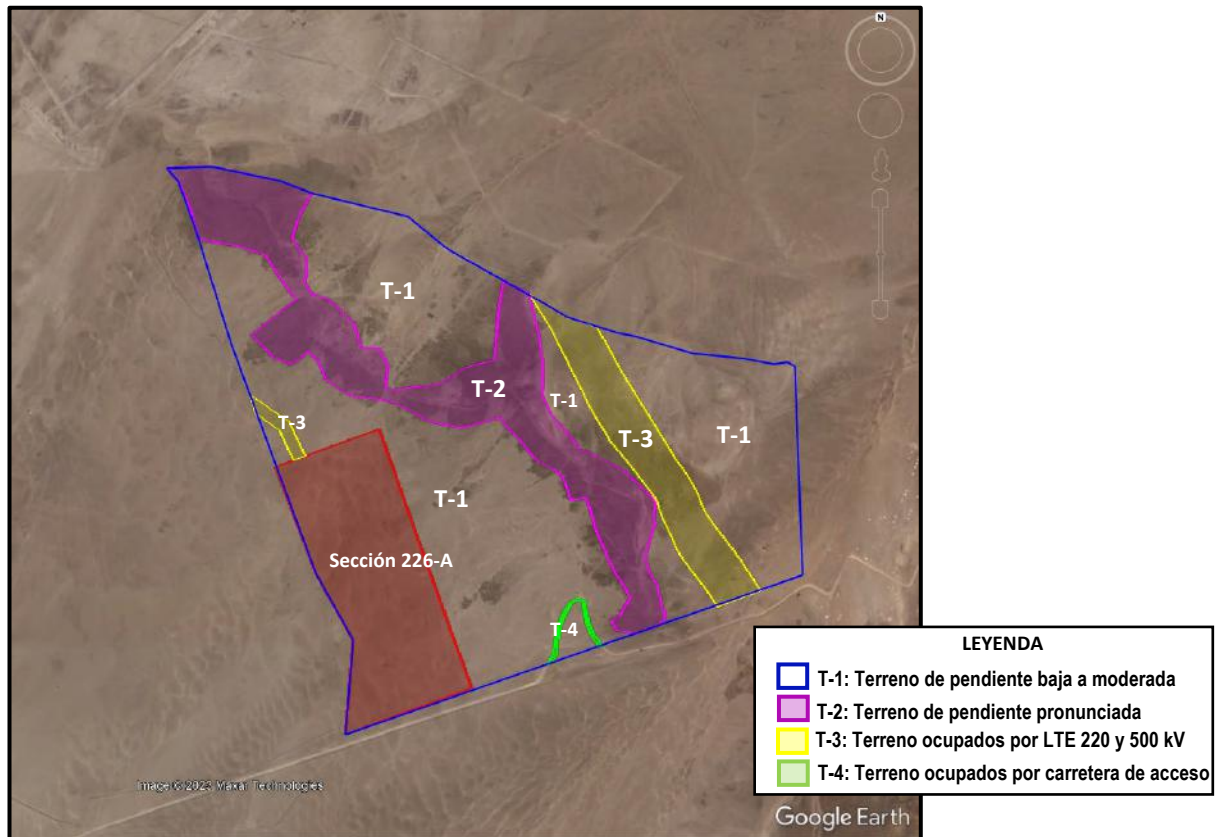 N
T-1
T-2
T-1
T-3
T-3
T-1
T-1
Sección 226-A
T-4
LEYENDA
T-1: Terreno de pendiente baja a moderada
T-2: Terreno de pendiente pronunciada
T-3: Terreno ocupados por LTE 220 y 500 kV
T-4: Terreno ocupados por carretera de acceso
Maxar Technologies
Google Earth